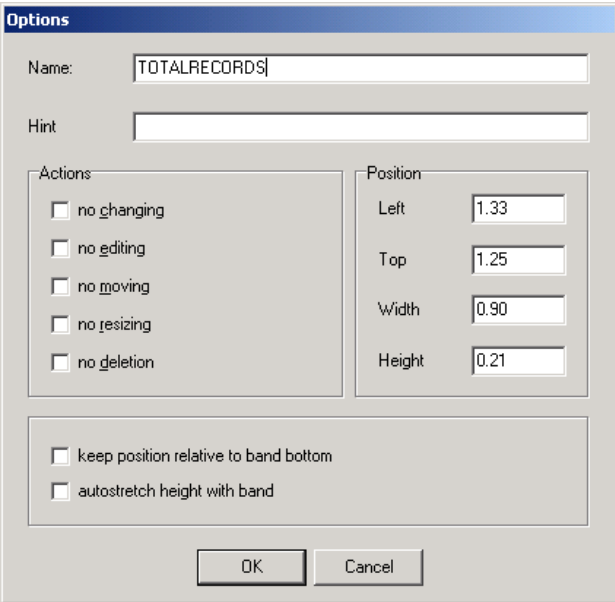 Options
Name: TOTALRECORDS
Hint
Actions
no changing
no editing
no moving
no resizing
no deletion
Position
Left 1.33
Top 1.25
Width 0.90
Height 0.21
keep position relative to band bottom
autostretch height with band
OK Cancel